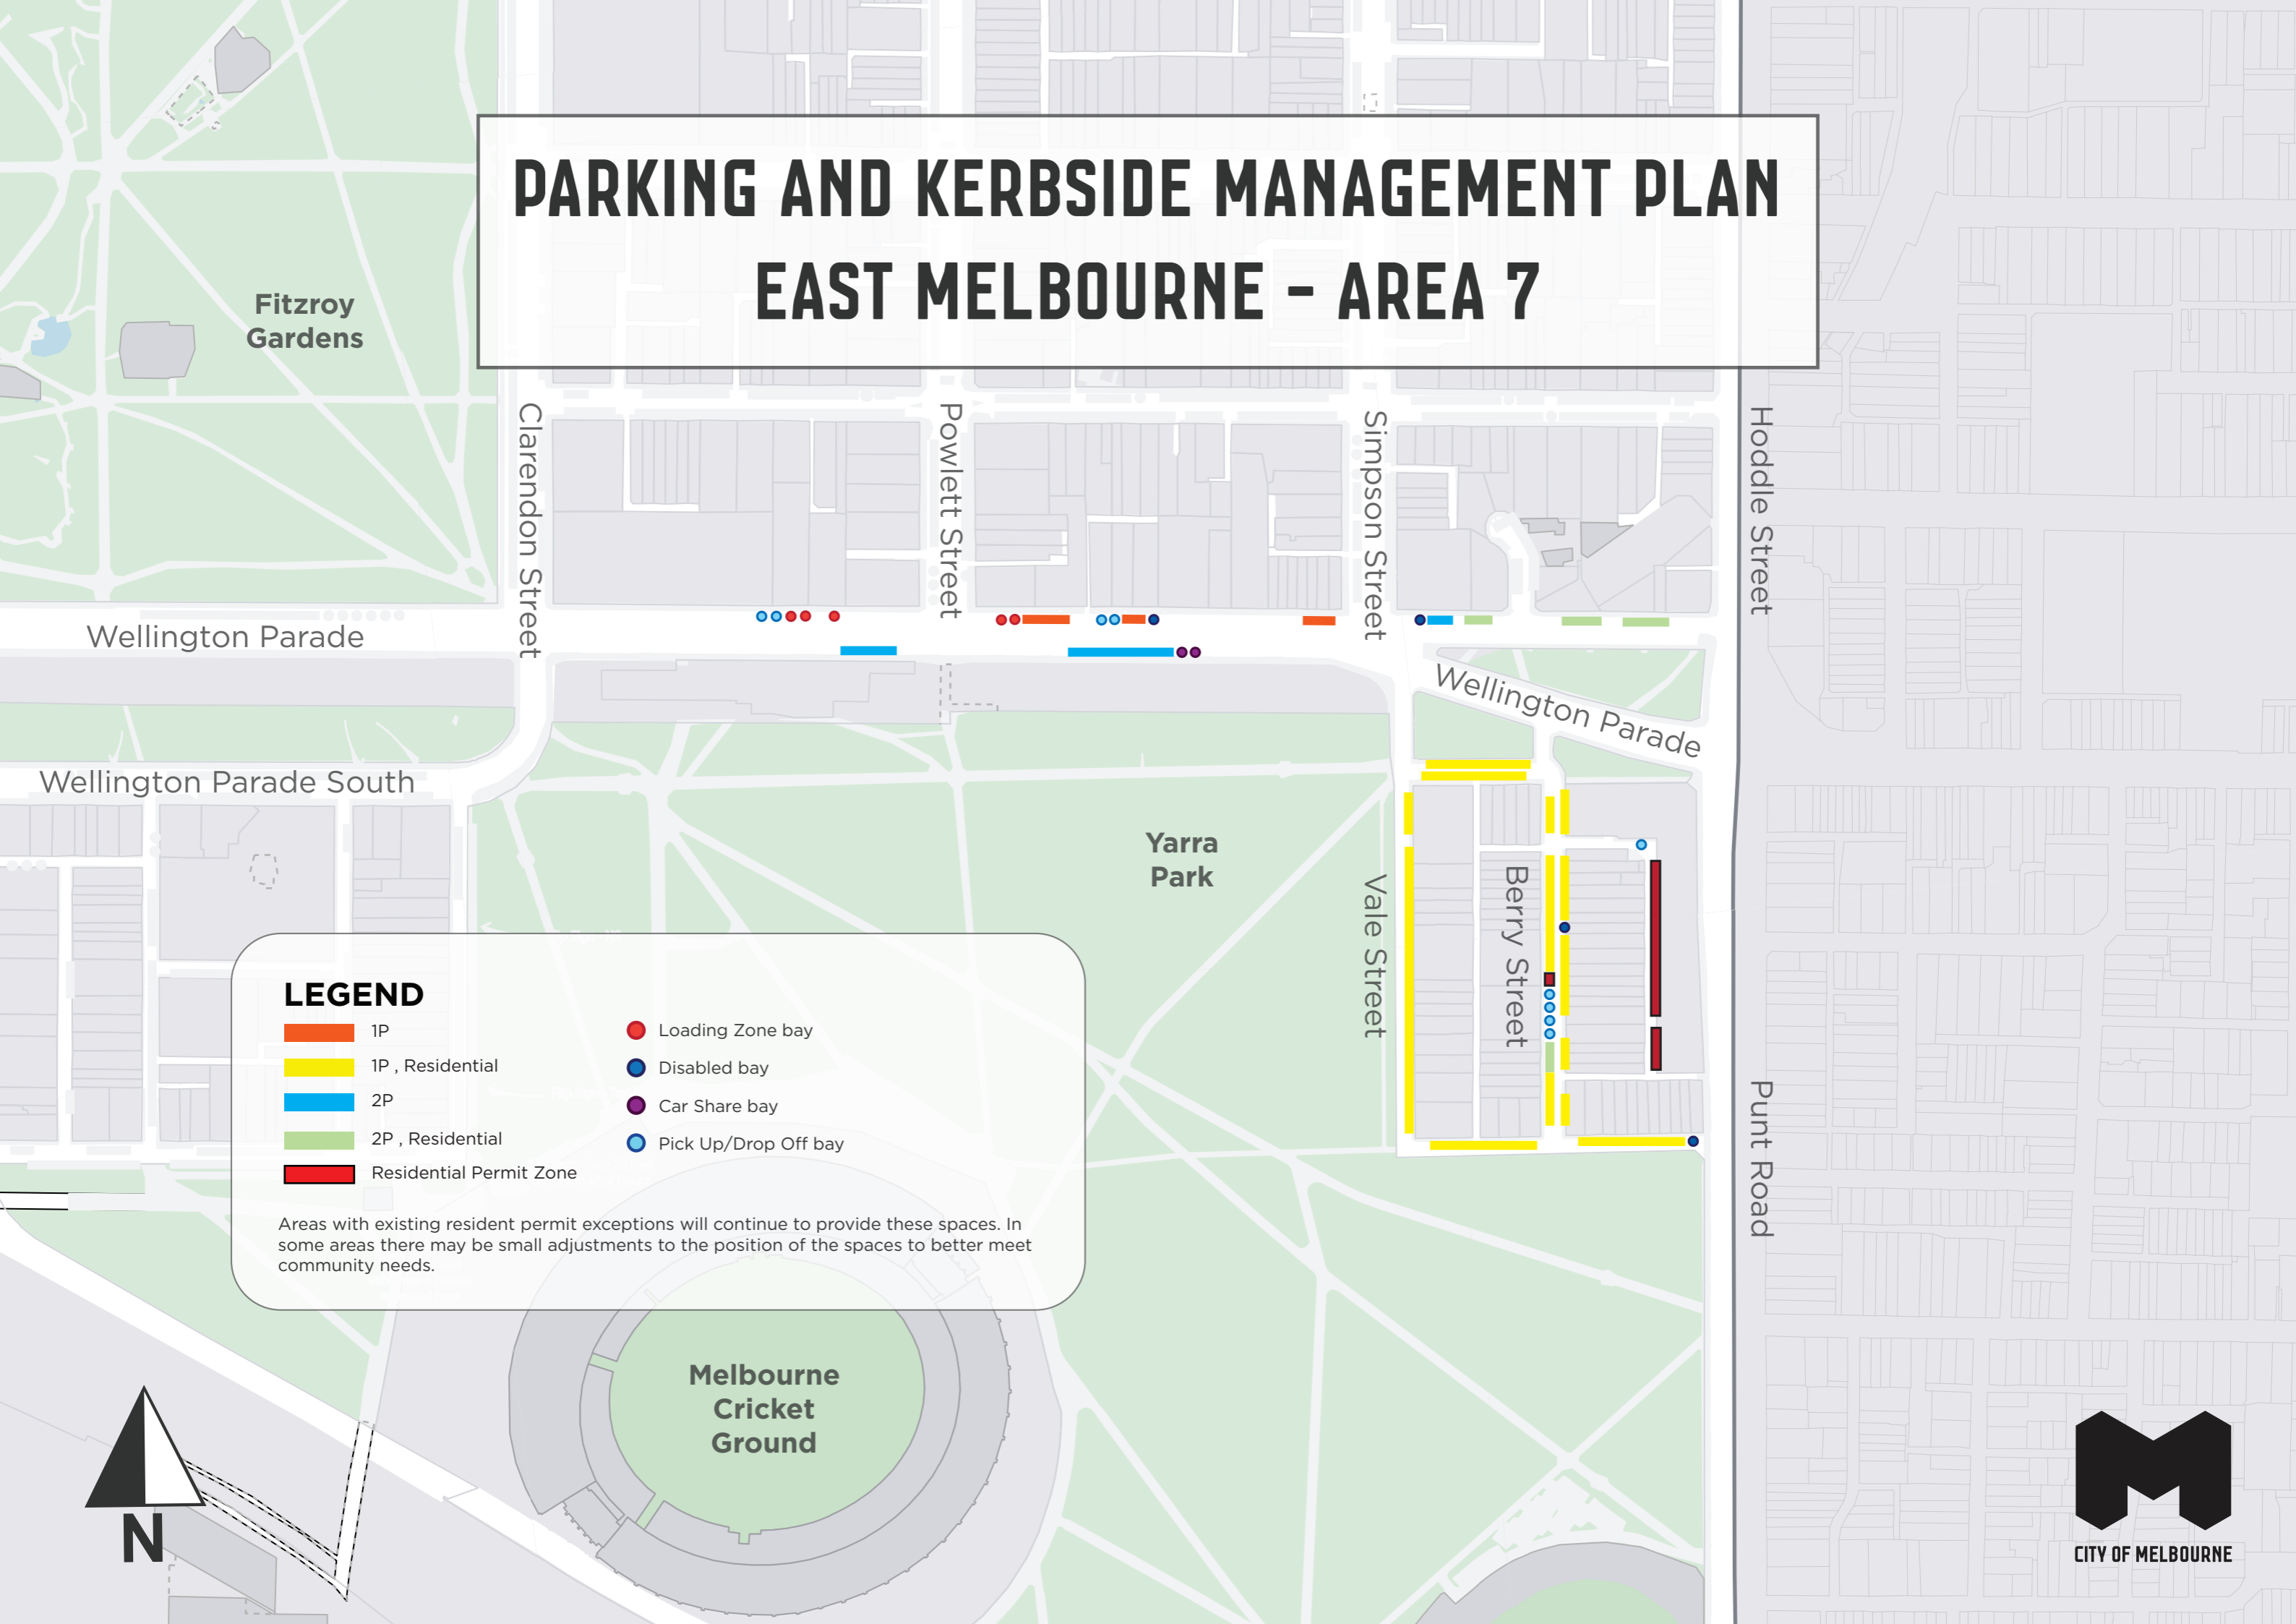 PARKING AND KERBSIDE MANAGEMENT PLAN
EAST MELBOURNE – AREA 7
Fitzroy
Gardens
Clarendon Street
Powlett Street
Simpson Street
Hoddle Street
Wellington Parade
Wellington Parade
Wellington Parade South
Yarra
Park
Vale Street
Berry Street
Punt Road
LEGEND
1P
1P , Residential
2P
2P , Residential
Residential Permit Zone
Loading Zone bay
Disabled bay
Car Share bay
Pick Up/Drop Off bay
Areas with existing resident permit exceptions will continue to provide these spaces. In
some areas there may be small adjustments to the position of the spaces to better meet
community needs.
Melbourne
Cricket
Ground
N
CITY OF MELBOURNE